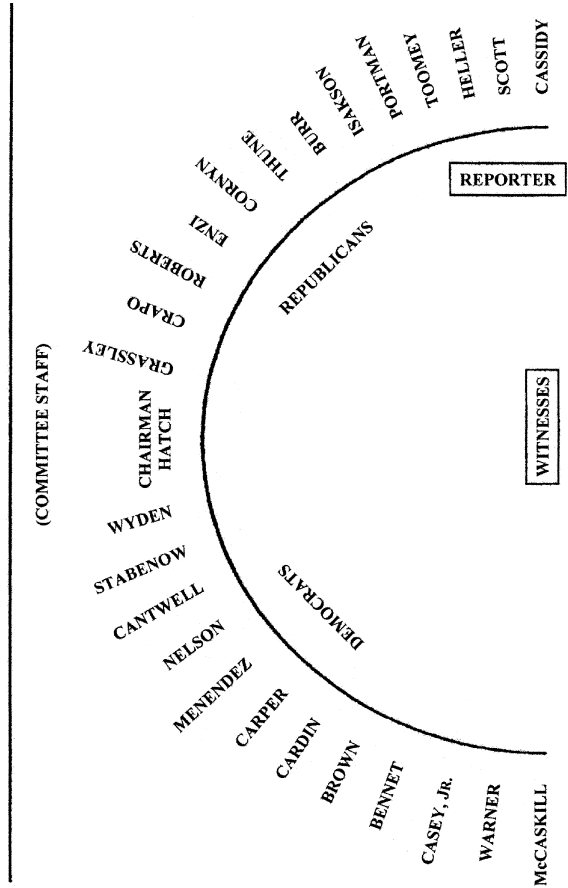 (COMMITTEE STAFF)
McCASKILL
WARNER
CASEY, JR.
BENNET
BROWN
CARDIN
CARPER
MENENDEZ
NELSON
CANTWELL
STABENOW
WYDEN
CHAIRMAN
HATCH
GRASSLEY
CRAPO
ROBERTS
ENZI
CORNYN
THUNE
BURR
ISAKSON
PORTMAN
TOOMEY
HELLER
SCOTT
CASSIDY
DEMOCRATS
REPUBLICANS
WITNESSES
REPORTER